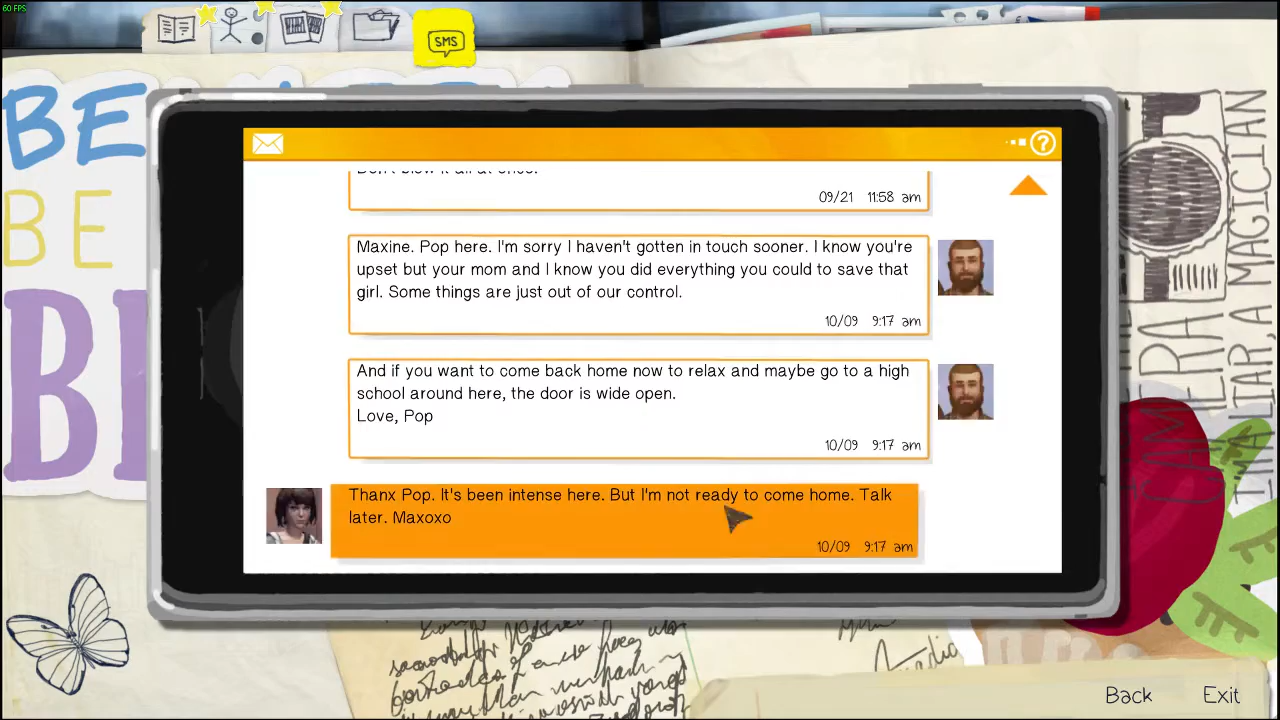 60 FPS
SMS
BE
BE
Don't blow it all at once.
09/21 11:58 am
Maxine. Pop here. I'm sorry I haven't gotten in touch sooner. I know you're
upset but your mom and I know you did everything you could to save that
girl. Some things are just out of our control.
10/09 9:17 am
And if you want to come back home now to relax and maybe go to a high
school around here, the door is wide open.
Love, Pop
10/09 9:17 am
Thanx Pop. It's been intense here. But I'm not ready to come home. Talk
later. Maxoxo
10/09 9:17 am
CAMERA
LIAR, A MAGICIAN
Back Exit